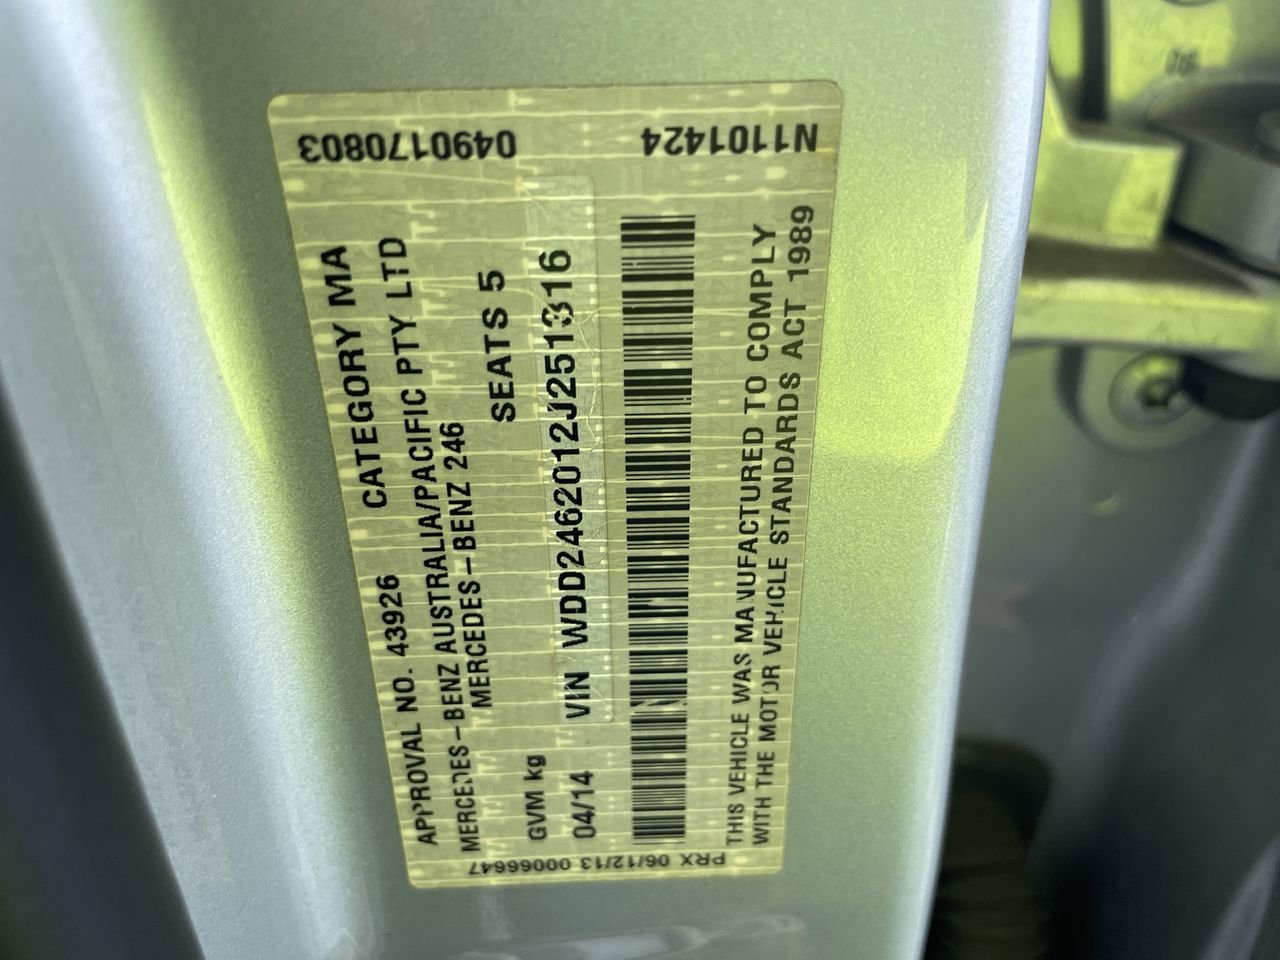 0490170803
N1101424
APPROVAL NO. 43926 CATEGORY MA
MERCEDES-BENZ AUSTRALIA/PACIFIC PTY LTD
MERCEDES-BENZ 246
SEATS 5
GVM kg
04/14 VIN WDD2462012J251316
THIS VEHICLE WAS MANUFACTURED TO COMPLY
WITH THE MOTOR VEHICLE STANDARDS ACT 1989
PRX 06/12/13 00066647